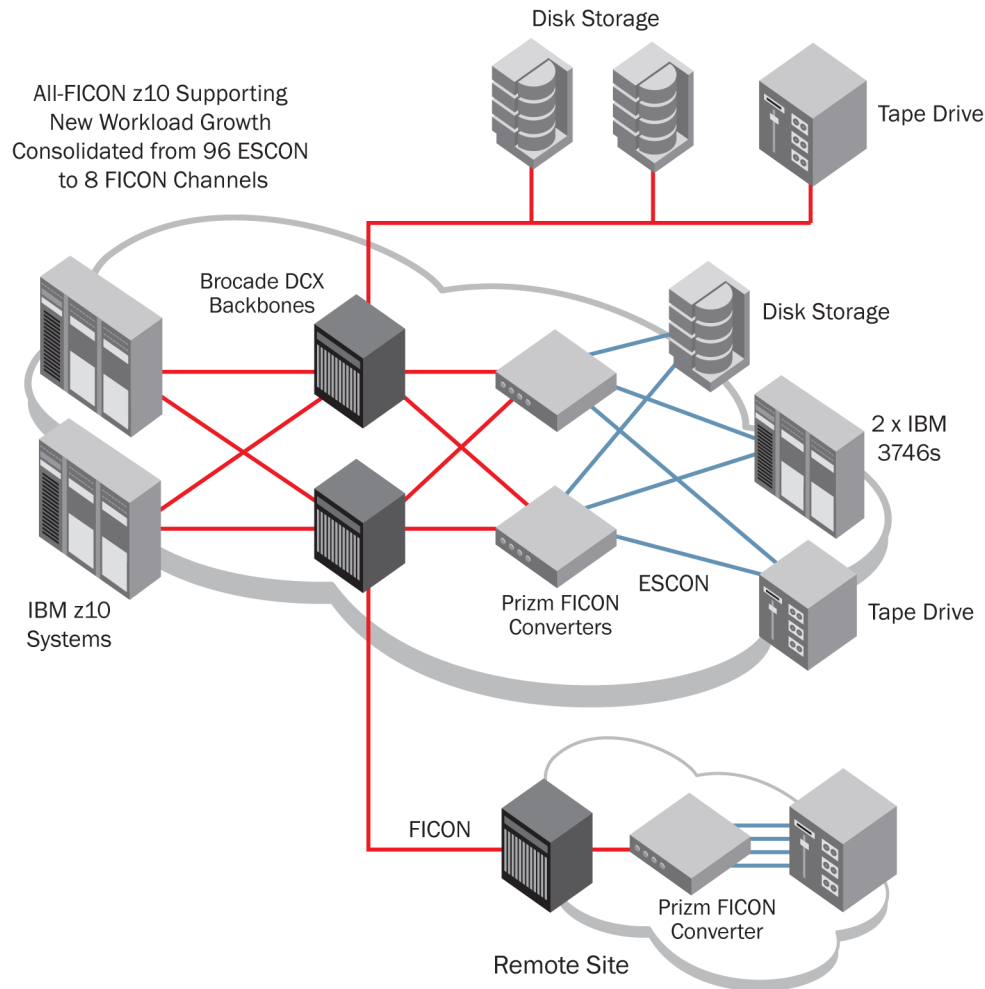 Disk Storage
All-FICON z10 Supporting
New Workload Growth
Consolidated from 96 ESCON
to 8 FICON Channels
Tape Drive
Brocade DCX
Backbones
Disk Storage
2 x IBM
3746s
ESCON
Prizm FICON
Converters
IBM z10
Systems
Tape Drive
FICON
Prizm FICON
Converter
Remote Site